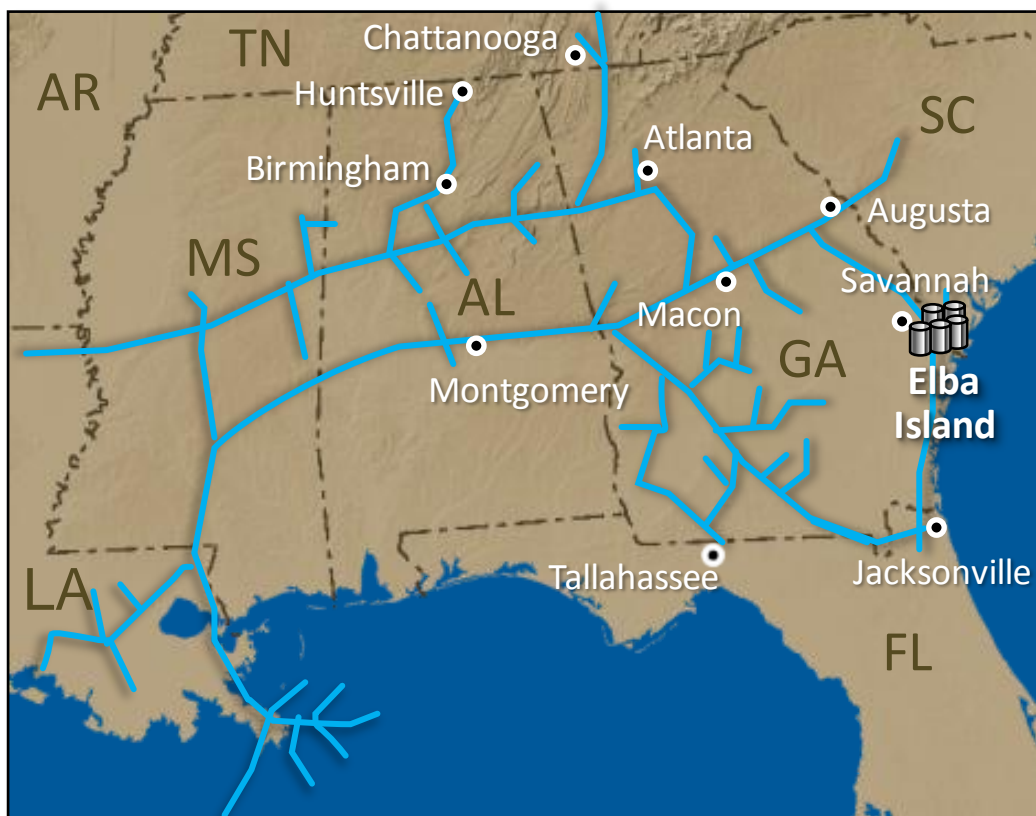 TN
Chattanooga
AR
Huntsville
SC
Atlanta
Birmingham
Augusta
MS
Savannah
AL
Macon
GA
Montgomery
Elba
Island
Tallahassee
Jacksonville
LA
FL